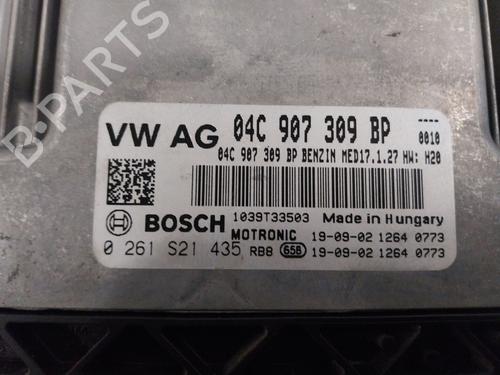 B-PARTS
VW AG 04C 907 309 BP ---- 0010
04C 907 309 BP BENZIN MED17.1.27 HW: H20
BOSCH 1039T33503 Made in Hungary
MOTRONIC 19-09-02 1264 0773
0 261 S21 435 RB8 65B 19-09-02 1264 0773